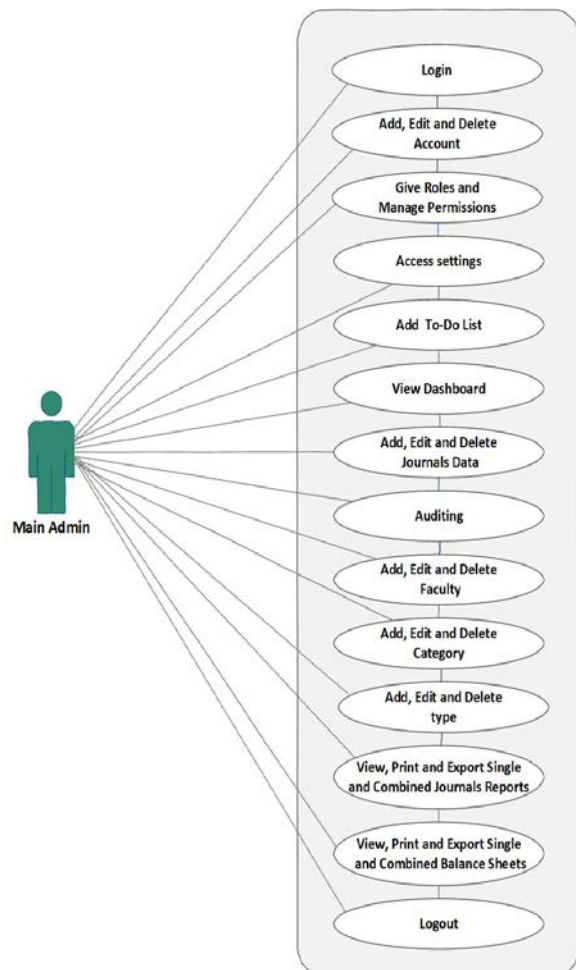 Login
Add, Edit and Delete
Account
Give Roles and
Manage Permissions
Access settings
Add To-Do List
View Dashboard
Add, Edit and Delete
Journals Data
Main Admin
Auditing
Add, Edit and Delete
Faculty
Add, Edit and Delete
Category
Add, Edit and Delete
type
View, Print and Export Single
and Combined Journals Reports
View, Print and Export Single
and Combined Balance Sheets
Logout